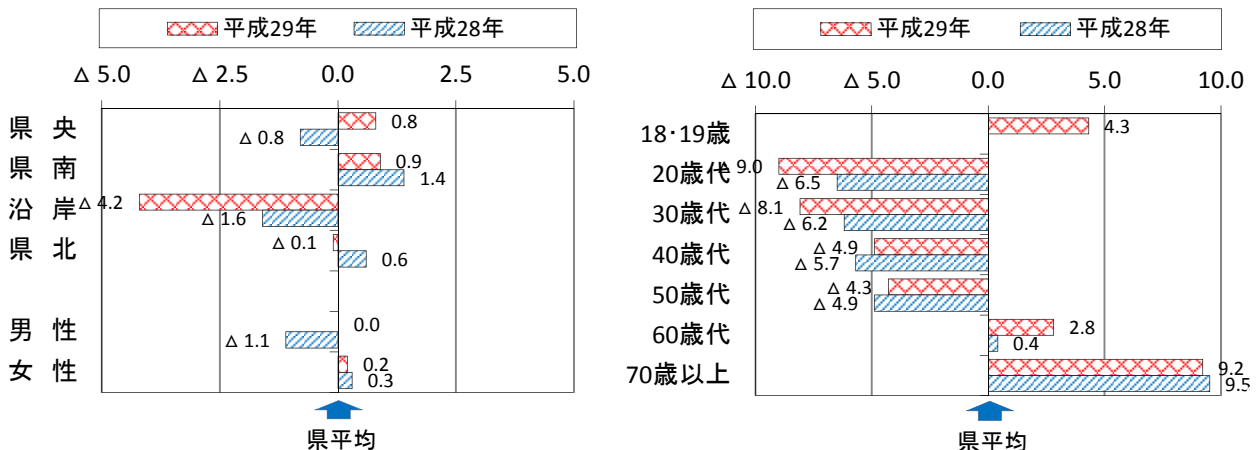 平成29年 平成28年
△ 5.0 △ 2.5 0.0 2.5 5.0
県 央 0.8
△ 0.8
県 南 0.9
1.4
沿 岸 △ 4.2
△ 1.6
県 北 △ 0.1
0.6
男 性 0.0
△ 1.1
女 性 0.2
0.3
県平均
平成29年 平成28年
△ 10.0 △ 5.0 0.0 5.0 10.0
18･19歳 4.3
20歳代 △ 9.0
△ 6.5
30歳代 △ 8.1
△ 6.2
40歳代 △ 4.9
△ 5.7
50歳代 △ 4.3
△ 4.9
60歳代 2.8
0.4
70歳以上 9.2
9.5
県平均